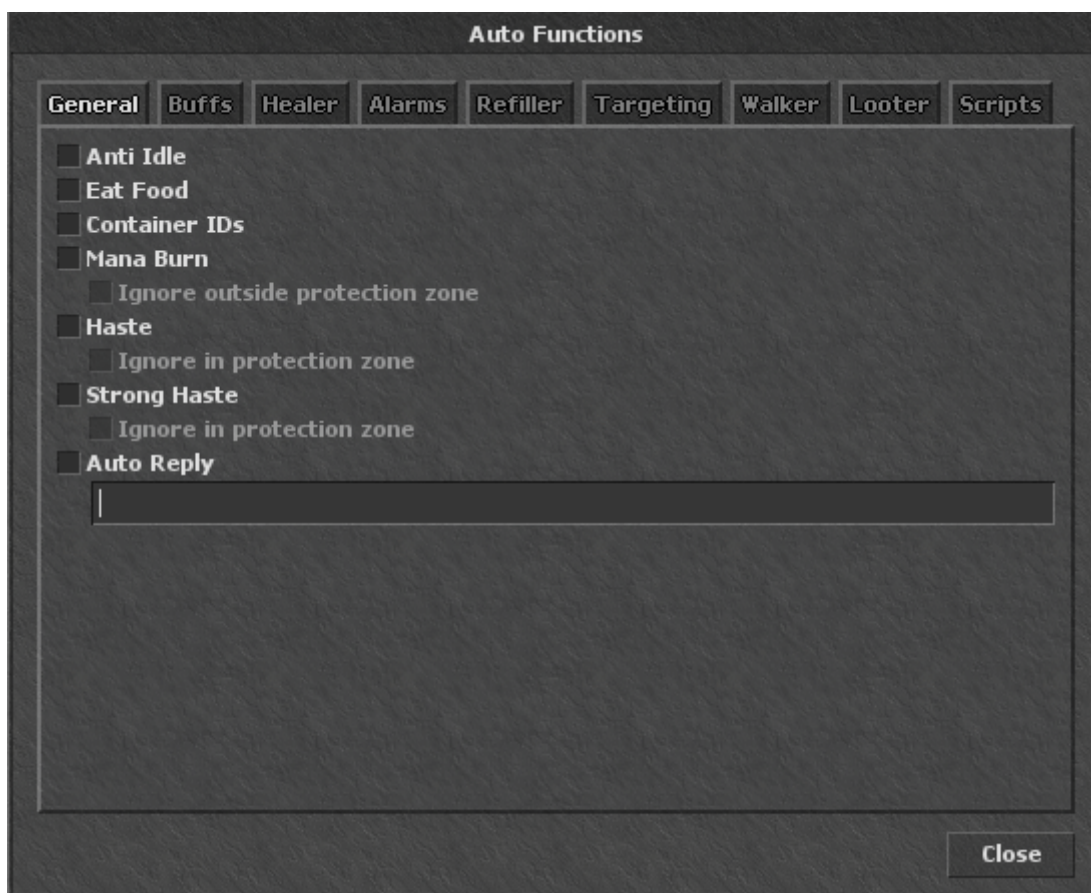 Auto Functions
General Buffs Healer Alarms Refiller Targeting Walker Looter Scripts
Anti Idle
Eat Food
Container IDs
Mana Burn
Ignore outside protection zone
Haste
Ignore in protection zone
Strong Haste
Ignore in protection zone
Auto Reply
Close